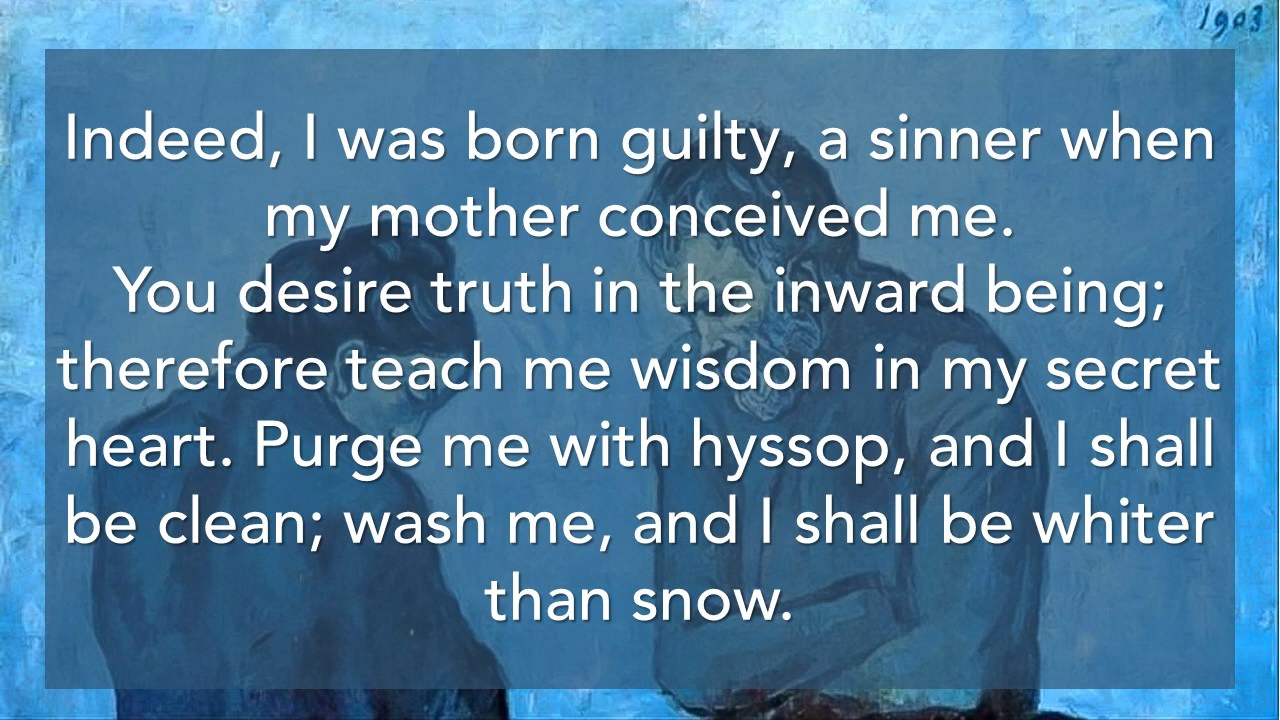 1903
Indeed, I was born guilty, a sinner when
my mother conceived me.
You desire truth in the inward being;
therefore teach me wisdom in my secret
heart. Purge me with hyssop, and I shall
be clean; wash me, and I shall be whiter
than snow.